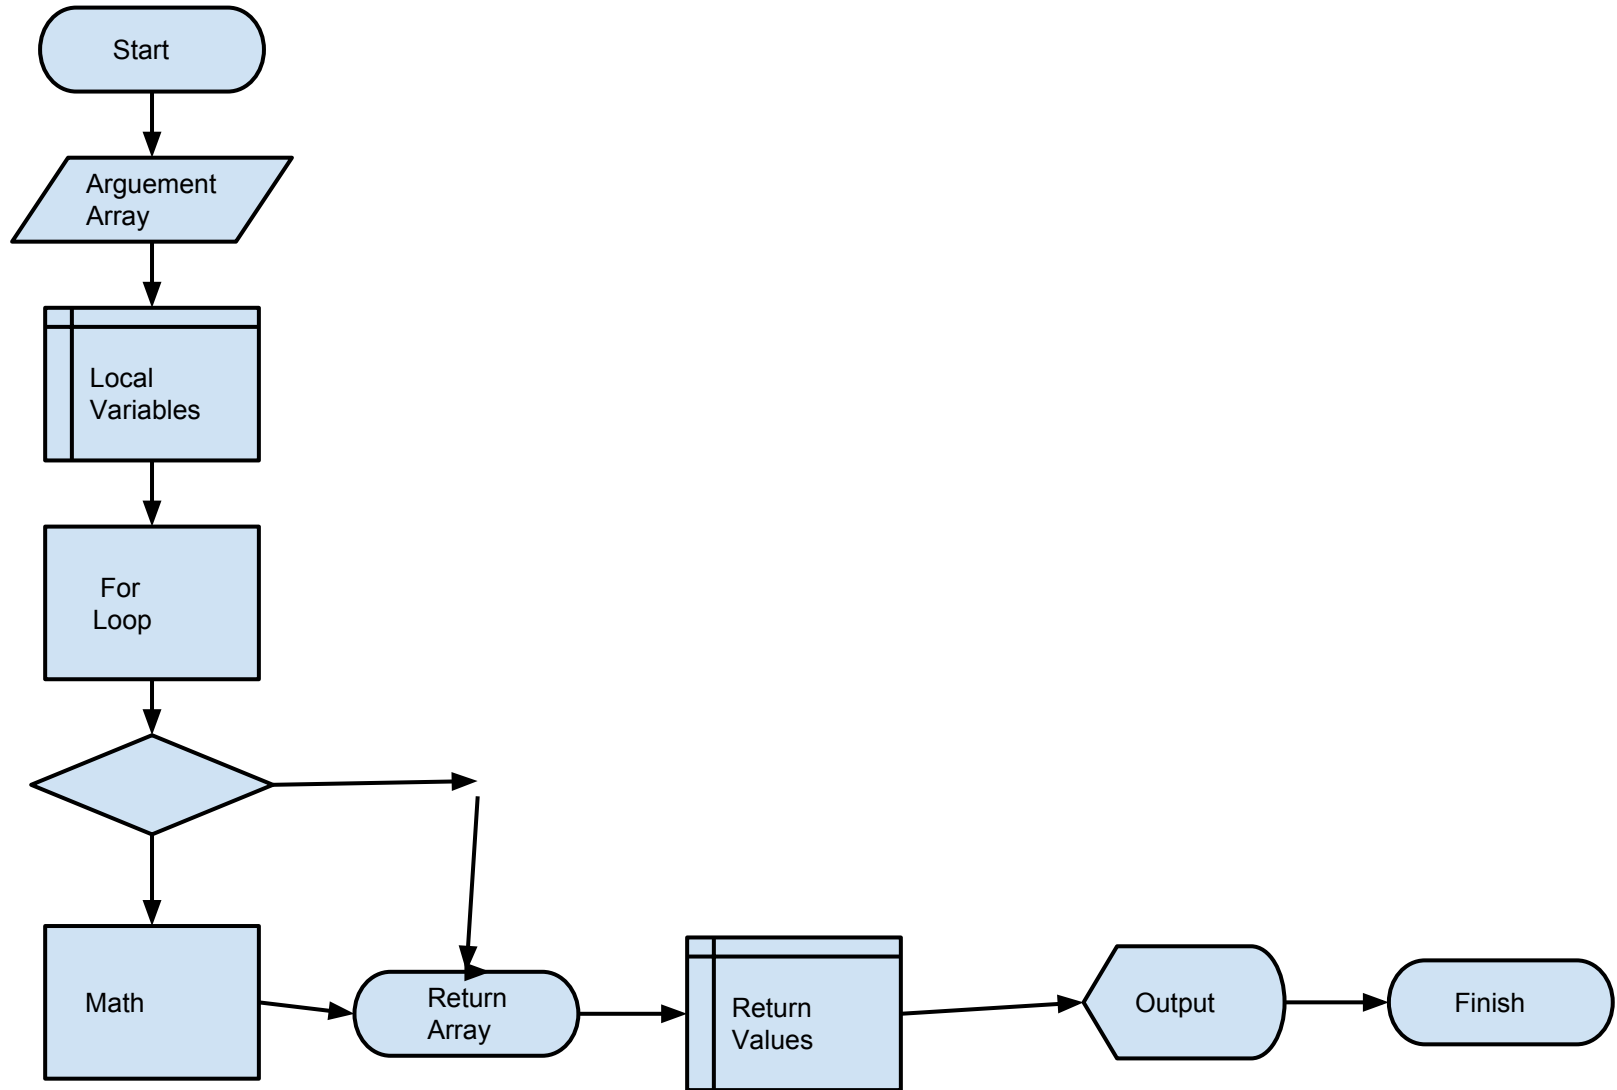 Start
Arguement
Array
Local
Variables
For
Loop
Math
Return
Array
Return
Values
Output
Finish